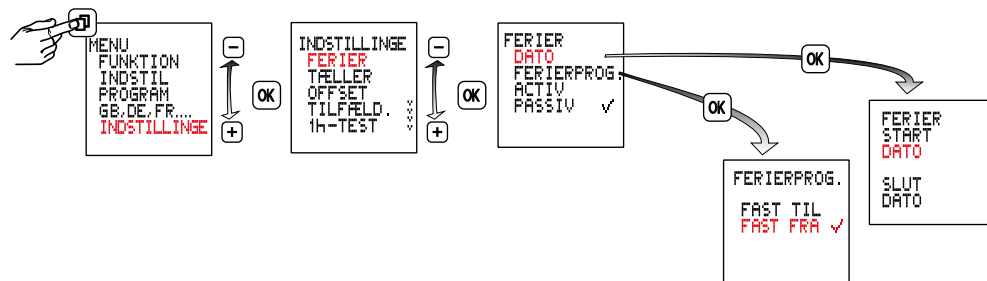 MENU
FUNKTION
INDSTIL
PROGRAM
GB,DE,FR....
INDSTILLINGE
−
+
OK
INDSTILLINGE
FERIER
TÆLLER
OFFSET
TILFÆLD.
1h-TEST
−
+
OK
FERIER
DATO
FERIERPROG.
ACTIV
PASSIV ✓
OK
OK
FERIERPROG.
FAST TIL
FAST FRA ✓
FERIER
START
DATO
SLUT
DATO